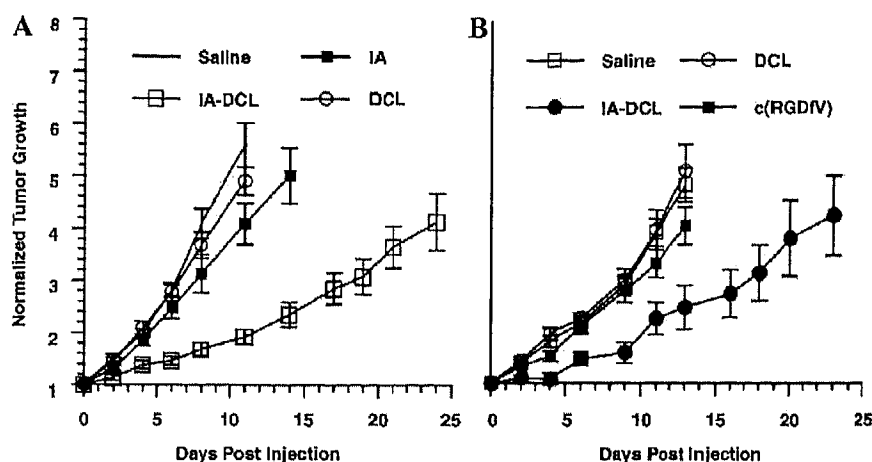 A
Saline
IA
IA-DCL
DCL
Normalized Tumor Growth
8
7
6
5
4
3
2
1
0
5
10
15
20
25
Days Post Injection
B
Saline
DCL
IA-DCL
c(RGDfV)
0
5
10
15
20
25
Days Post Injection